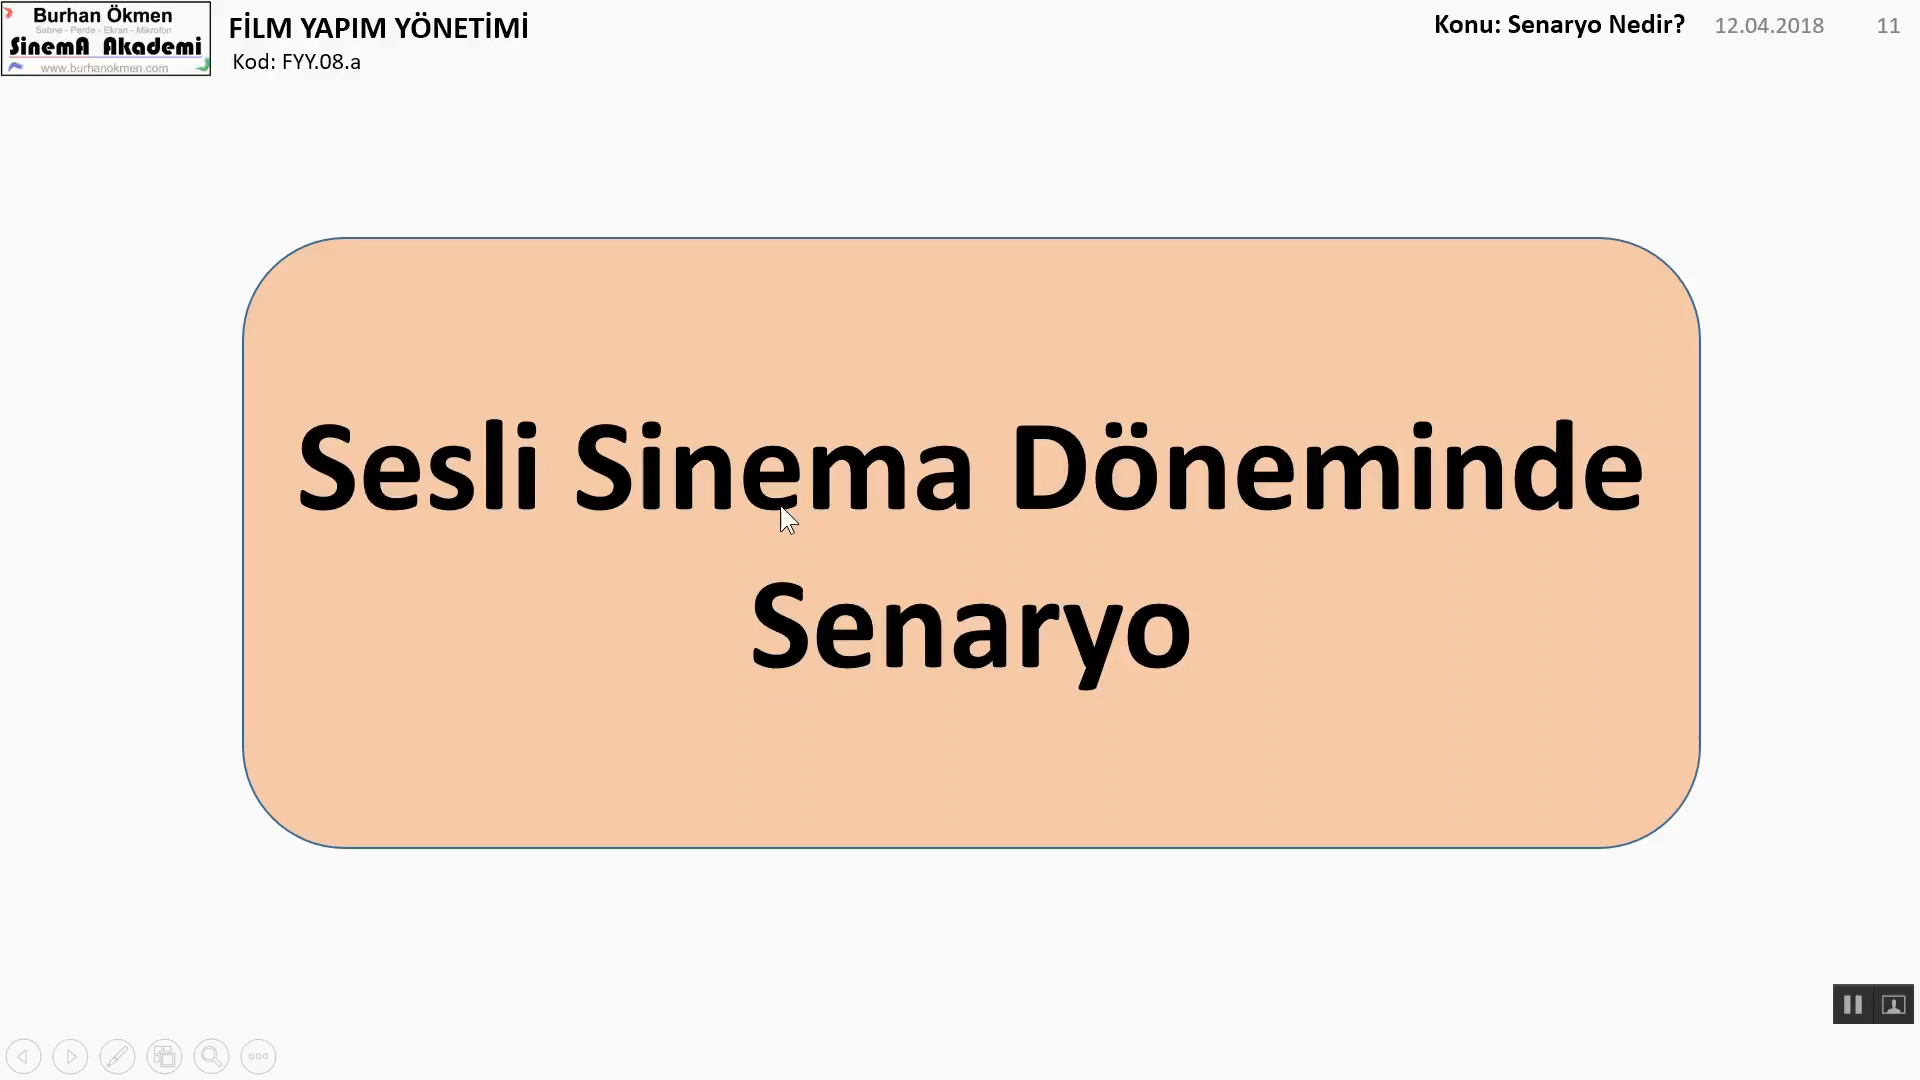 Burhan Ökmen
Sahne - Perde - Ekran - Mikrofon
SinemA Akademi
www.burhanokmen.com
FİLM YAPIM YÖNETİMİ
Kod: FYY.08.a
Konu: Senaryo Nedir?
12.04.2018
11
Sesli Sinema Döneminde
Senaryo